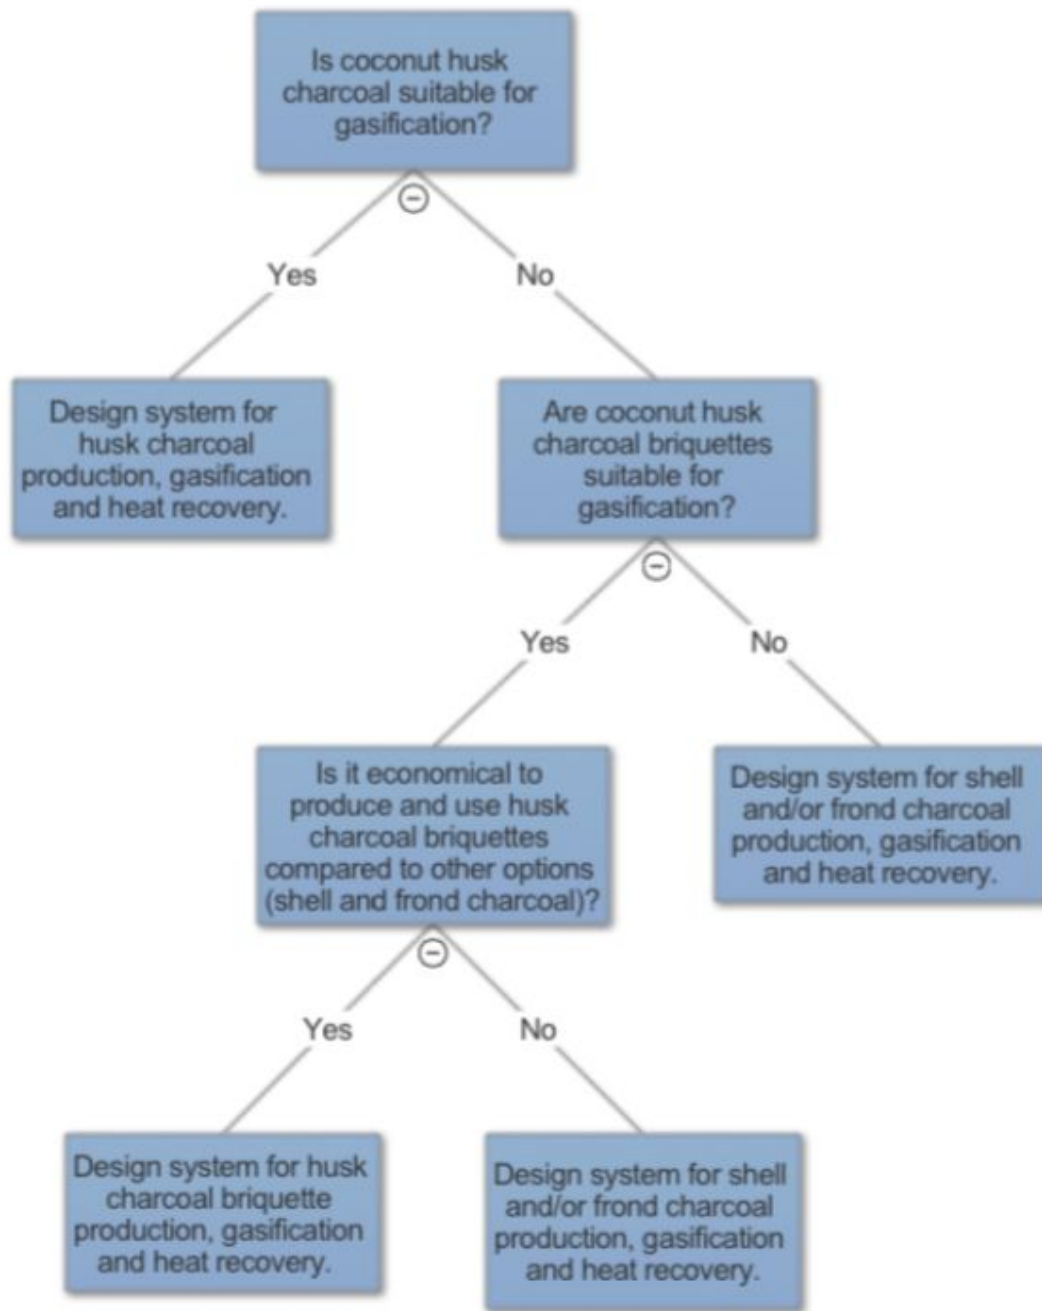 Is coconut husk
charcoal suitable for
gasification?
Yes
No
Design system for
husk charcoal
production, gasification
and heat recovery.
Are coconut husk
charcoal briquettes
suitable for
gasification?
Yes
No
Is it economical to
produce and use husk
charcoal briquettes
compared to other options
(shell and frond charcoal)?
Design system for shell
and/or frond charcoal
production, gasification
and heat recovery.
Yes
No
Design system for husk
charcoal briquette
production, gasification
and heat recovery.
Design system for shell
and/or frond charcoal
production, gasification
and heat recovery.